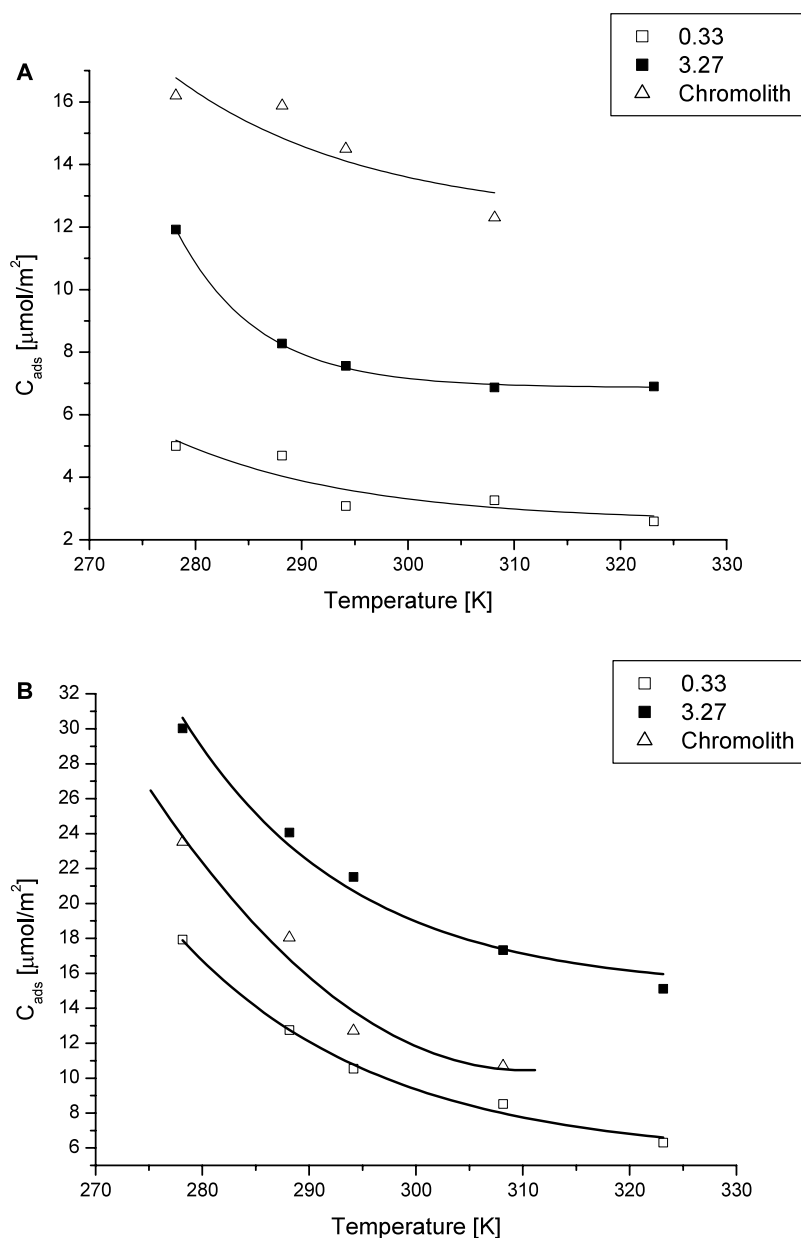 0.33
3.27
Chromolith
A
16
14
12
10
8
6
4
2
C_ads [μmol/m²]
270 280 290 300 310 320 330
Temperature [K]
0.33
3.27
Chromolith
B
32
30
28
26
24
22
20
18
16
14
12
10
8
6
C_ads [μmol/m²]
270 280 290 300 310 320 330
Temperature [K]